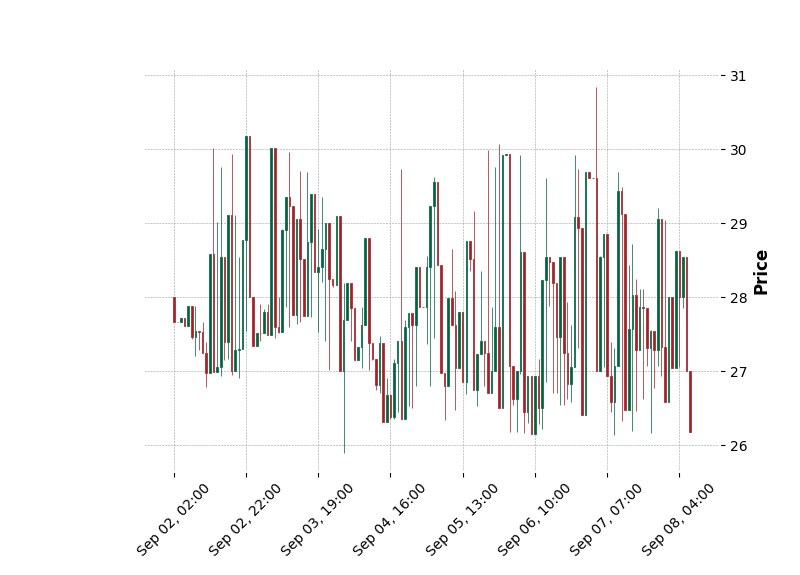 31
30
29
28
27
26
Price
Sep 02, 02:00
Sep 02, 22:00
Sep 03, 19:00
Sep 04, 16:00
Sep 05, 13:00
Sep 06, 10:00
Sep 07, 07:00
Sep 08, 04:00